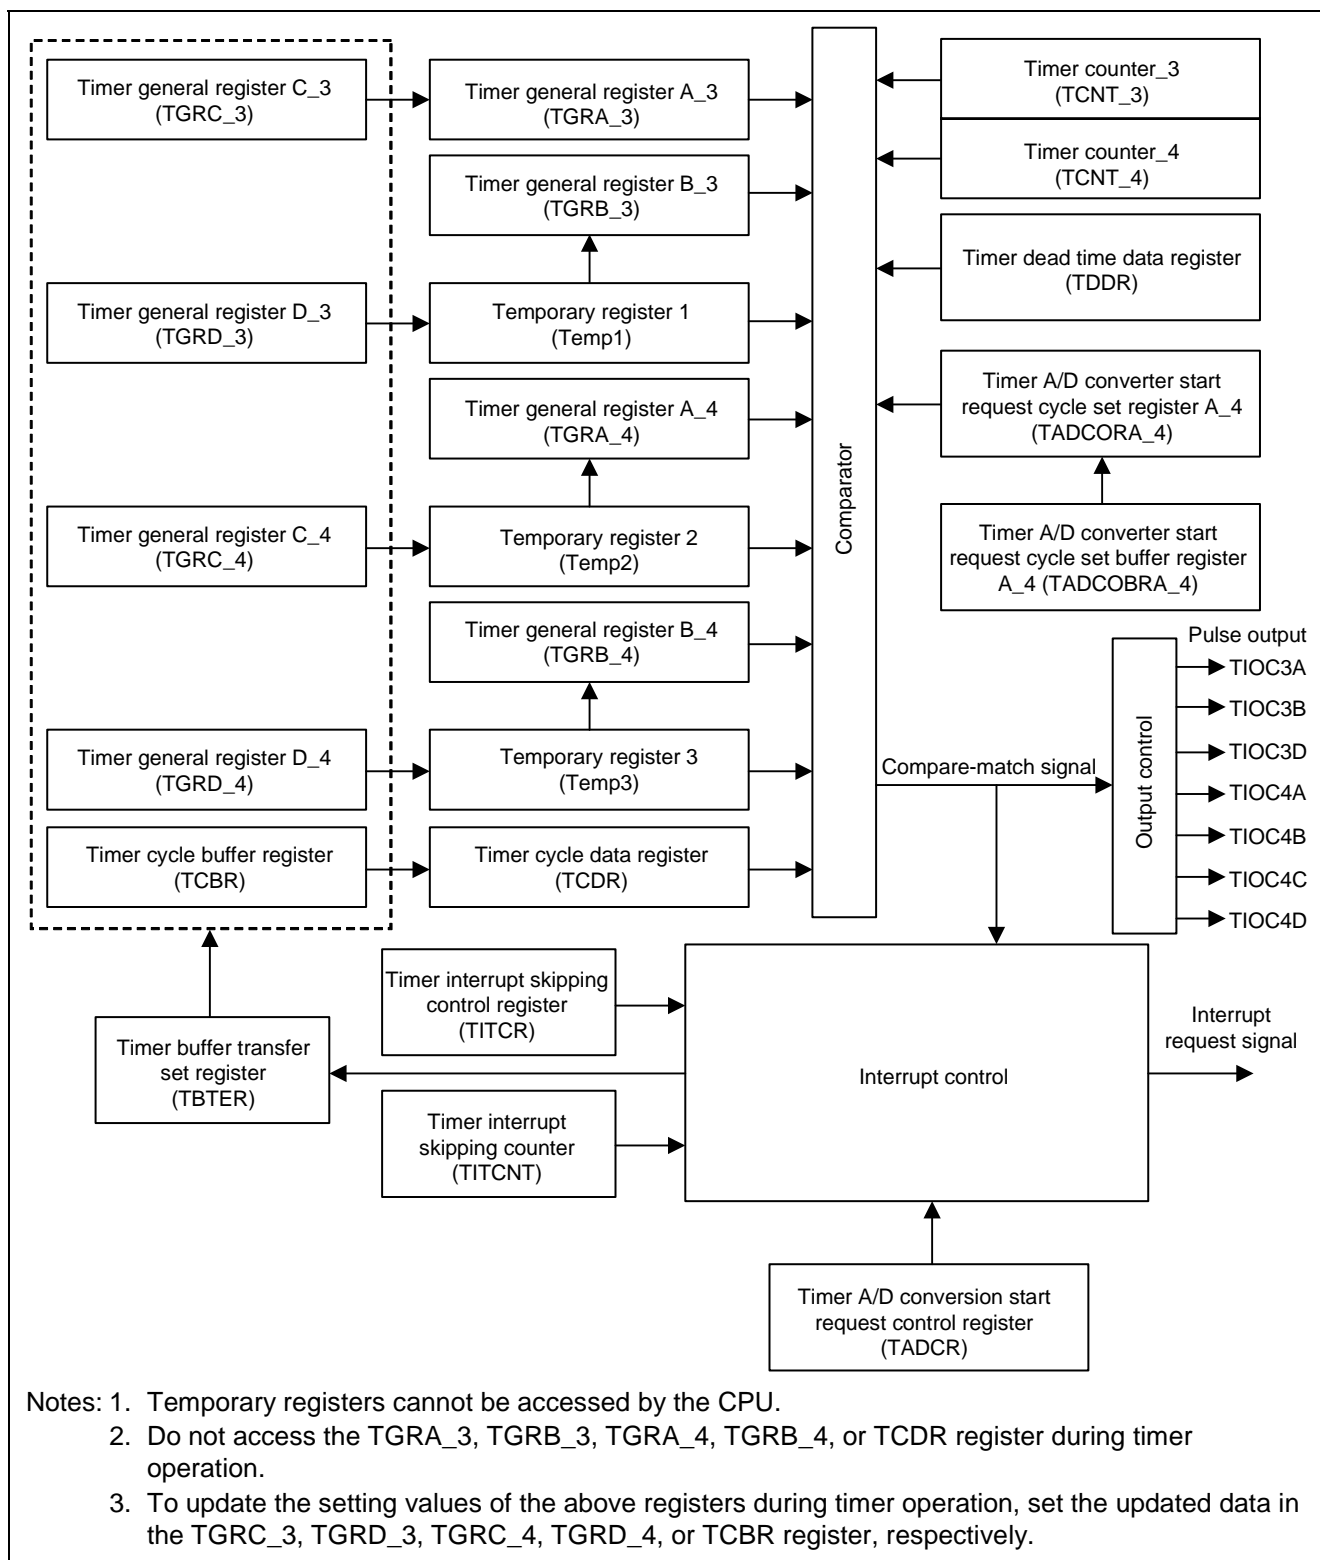 Timer general register C_3
(TGRC_3)
Timer general register A_3
(TGRA_3)
Timer counter_3
(TCNT_3)
Timer general register B_3
(TGRB_3)
Timer counter_4
(TCNT_4)
Timer dead time data register
(TDDR)
Timer general register D_3
(TGRD_3)
Temporary register 1
(Temp1)
Timer general register A_4
(TGRA_4)
Timer A/D converter start
request cycle set register A_4
(TADCORA_4)
Comparator
Timer general register C_4
(TGRC_4)
Temporary register 2
(Temp2)
Timer A/D converter start
request cycle set buffer register
A_4 (TADCOBRA_4)
Timer general register B_4
(TGRB_4)
Timer general register D_4
(TGRD_4)
Temporary register 3
(Temp3)
Timer cycle buffer register
(TCBR)
Timer cycle data register
(TCDR)
Compare-match signal
Output control
Pulse output
TIOC3A
TIOC3B
TIOC3D
TIOC4A
TIOC4B
TIOC4C
TIOC4D
Timer interrupt skipping
control register
(TITCR)
Timer buffer transfer
set register
(TBTER)
Timer interrupt
skipping counter
(TITCNT)
Interrupt control
Interrupt
request signal
Timer A/D conversion start
request control register
(TADCR)
Notes: 1. Temporary registers cannot be accessed by the CPU.
2. Do not access the TGRA_3, TGRB_3, TGRA_4, TGRB_4, or TCDR register during timer
operation.
3. To update the setting values of the above registers during timer operation, set the updated data in
the TGRC_3, TGRD_3, TGRC_4, TGRD_4, or TCBR register, respectively.